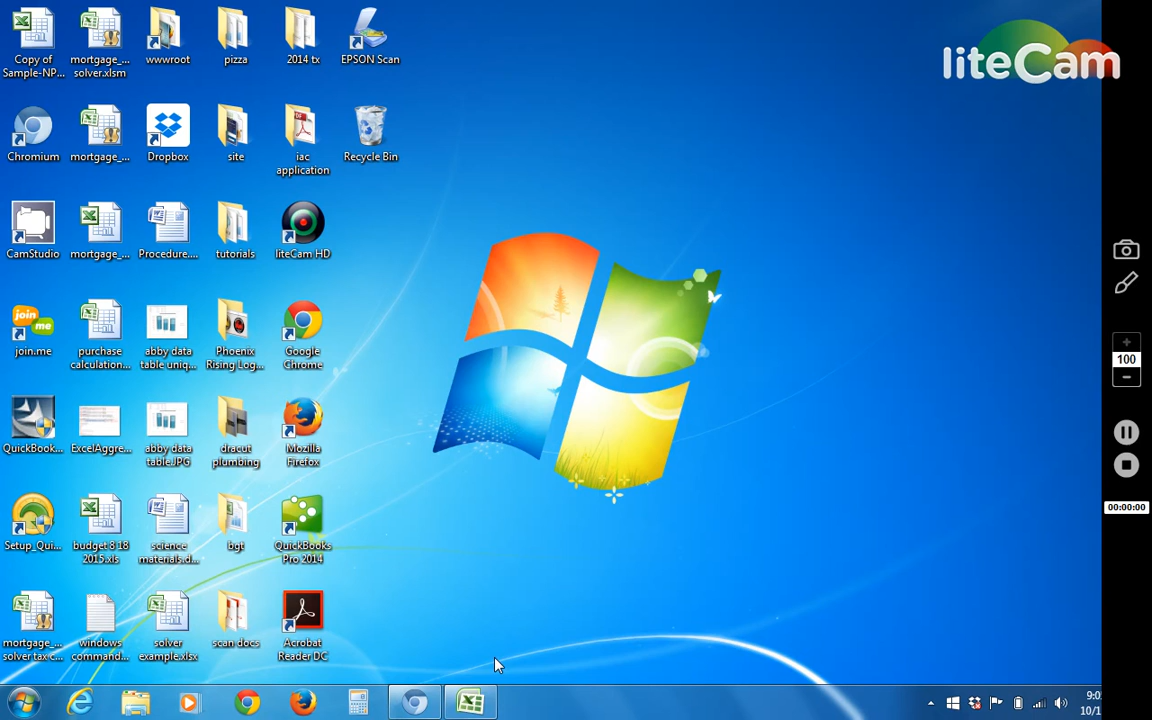 Copy of
Sample-NP...
mortgage_...
solver.xlsm
wwwroot
pizza
2014 tx
EPSON Scan
liteCam
Chromium
mortgage_...
Dropbox
site
iac
application
Recycle Bin
CamStudio
mortgage_...
Procedure....
tutorials
liteCam HD
join.me
join.me
purchase
calculation...
abby data
table uniq...
Phoenix
Rising Log...
Google
Chrome
100
QuickBook...
ExcelAggre...
abby data
table.JPG
dracut
plumbing
Mozilla
Firefox
00:00:00
Setup_Qui...
budget 8 18
2015.xls
science
materials.d...
bgt
QuickBooks
Pro 2014
mortgage_...
solver tax c...
windows
command...
solver
example.xlsx
scan docs
Acrobat
Reader DC
9:0
10/1